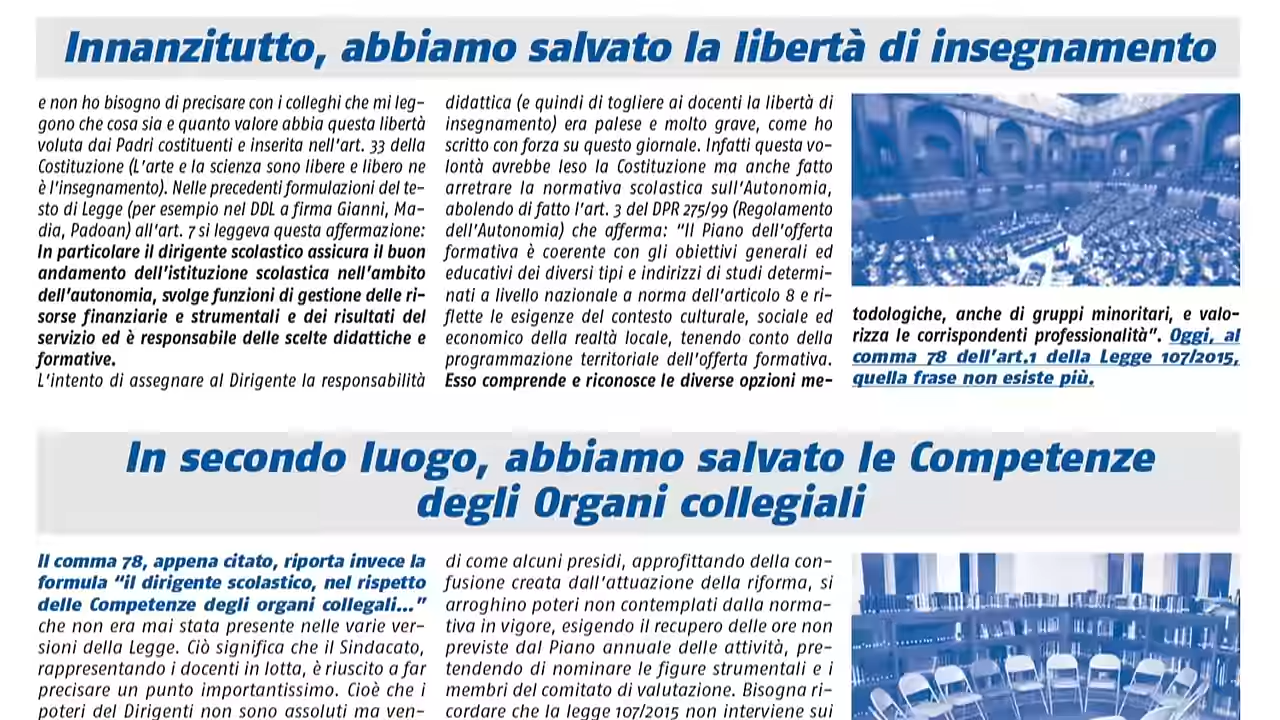 Innanzitutto, abbiamo salvato la libertà di insegnamento
e non ho bisogno di precisare con i colleghi che mi leg-
gono che cosa sia e quanto valore abbia questa libertà
voluta dai Padri costituenti e inserita nell'art. 33 della
Costituzione (L'arte e la scienza sono libere e libero ne
è l'insegnamento). Nelle precedenti formulazioni del te-
sto di Legge (per esempio nel DDL a firma Gianni, Ma-
dia, Padoan) all'art. 7 si leggeva questa affermazione:
In particolare il dirigente scolastico assicura il buon
andamento dell'istituzione scolastica nell'ambito
dell'autonomia, svolge funzioni di gestione delle ri-
sorse finanziarie e strumentali e dei risultati del
servizio ed è responsabile delle scelte didattiche e
formative.
L'intento di assegnare al Dirigente la responsabilità
didattica (e quindi di togliere ai docenti la libertà di
insegnamento) era palese e molto grave, come ho
scritto con forza su questo giornale. Infatti questa vo-
lontà avrebbe leso la Costituzione ma anche fatto
arretrare la normativa scolastica sull'Autonomia,
abolendo di fatto l'art. 3 del DPR 275/99 (Regolamento
dell'Autonomia) che afferma: "Il Piano dell'offerta
formativa è coerente con gli obiettivi generali ed
educativi dei diversi tipi e indirizzi di studi determi-
nati a livello nazionale a norma dell'articolo 8 e ri-
flette le esigenze del contesto culturale, sociale ed
economico della realtà locale, tenendo conto della
programmazione territoriale dell'offerta formativa.
Esso comprende e riconosce le diverse opzioni me-
todologiche, anche di gruppi minoritari, e valo-
rizza le corrispondenti professionalità". Oggi, al
comma 78 dell'art.1 della Legge 107/2015,
quella frase non esiste più.
In secondo luogo, abbiamo salvato le Competenze
degli Organi collegiali
Il comma 78, appena citato, riporta invece la
formula "il dirigente scolastico, nel rispetto
delle Competenze degli organi collegali..."
che non era mai stata presente nelle varie ver-
sioni della Legge. Ciò significa che il Sindacato,
rappresentando i docenti in lotta, è riuscito a far
precisare un punto importantissimo. Cioè che i
poteri del Dirigenti non sono assoluti ma ven-
di come alcuni presidi, approfittando della con-
fusione creata dall'attuazione della riforma, si
arroghino poteri non contemplati dalla norma-
tiva in vigore, esigendo il recupero delle ore non
previste dal Piano annuale delle attività, pre-
tendendo di nominare le figure strumentali e i
membri del comitato di valutazione. Bisogna ri-
cordare che la legge 107/2015 non interviene sui